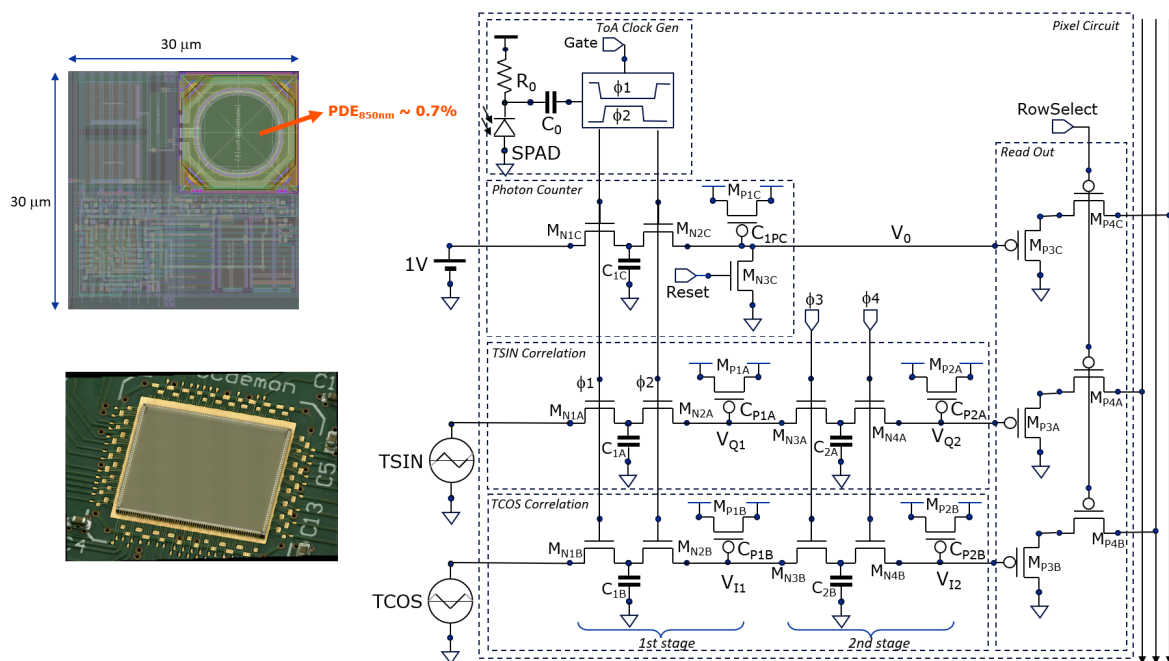 30 μm
30 μm
PDE850nm ~ 0.7%
ToA Clock Gen
Pixel Circuit
Gate
R0
ϕ1
ϕ2
C0
SPAD
RowSelect
Read Out
Photon Counter
MP1C
MN1C
MN2C
C1PC
V0
MP4C
MP3C
1V
C1C
Reset
MN3C
ϕ3
ϕ4
TSIN Correlation
ϕ1
ϕ2
MP1A
MP2A
MP4A
MN1A
MN2A
CP1A
CP2A
MP3A
C1A
VQ1
MN3A
C2A
MN4A
VQ2
TSIN
TCOS Correlation
MP1B
MP2B
MP4B
MN1B
MN2B
CP1B
CP2B
MP3B
C1B
VI1
MN3B
C2B
MN4B
VI2
TCOS
1st stage
2nd stage
C5
C13